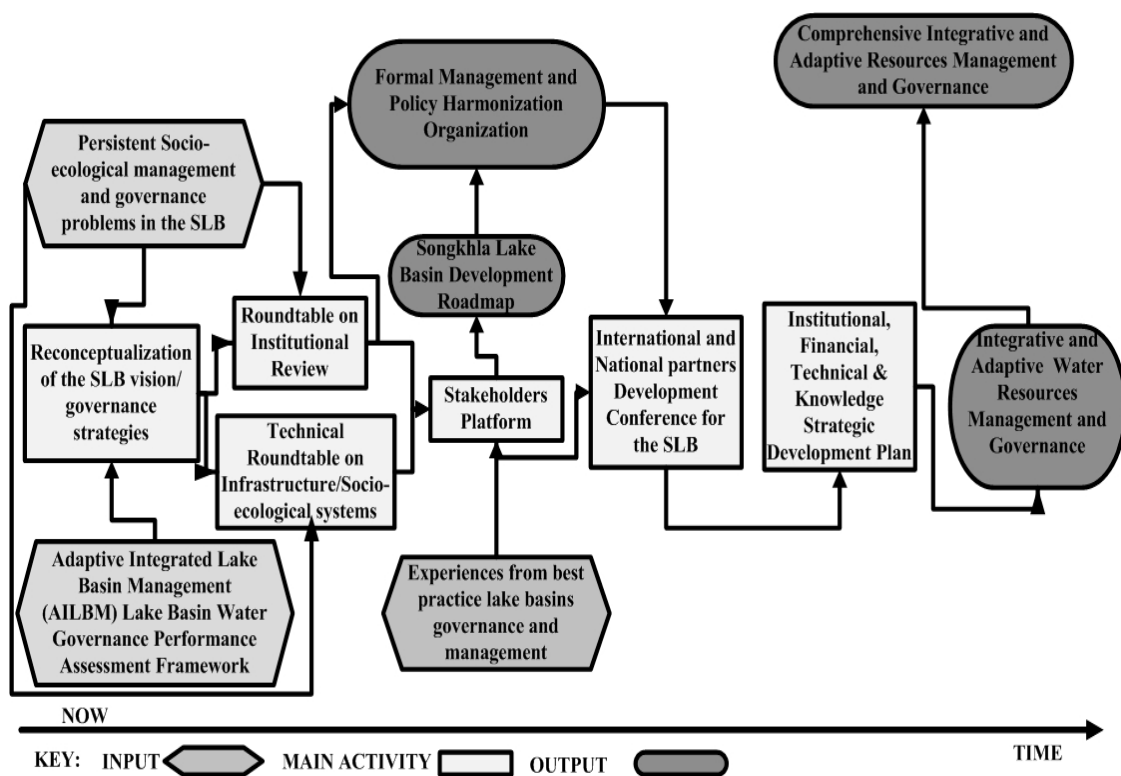 Comprehensive Integrative and
Adaptive Resources Management
and Governance
Formal Management and
Policy Harmonization
Organization
Persistent Socio-
ecological management
and governance
problems in the SLB
Songkhla Lake
Basin Development
Roadmap
Roundtable on
Institutional
Review
Reconceptualization
of the SLB vision/
governance
strategies
International and
National partners
Development
Conference for
the SLB
Institutional,
Financial,
Technical &
Knowledge
Strategic
Development Plan
Integrative and
Adaptive Water
Resources
Management and
Governance
Stakeholders
Platform
Technical
Roundtable on
Infrastructure/Socio-
ecological systems
Adaptive Integrated Lake
Basin Management
(AILBM) Lake Basin Water
Governance Performance
Assessment Framework
Experiences from best
practice lake basins
governance and
management
NOW
TIME
KEY: INPUT MAIN ACTIVITY OUTPUT